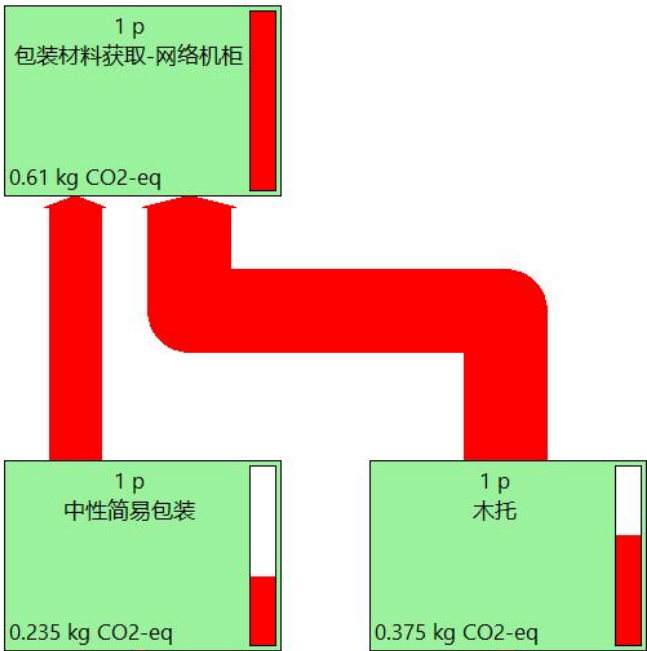 1 p
包装材料获取-网络机柜
0.61 kg CO2-eq
1 p
中性简易包装
0.235 kg CO2-eq
1 p
木托
0.375 kg CO2-eq